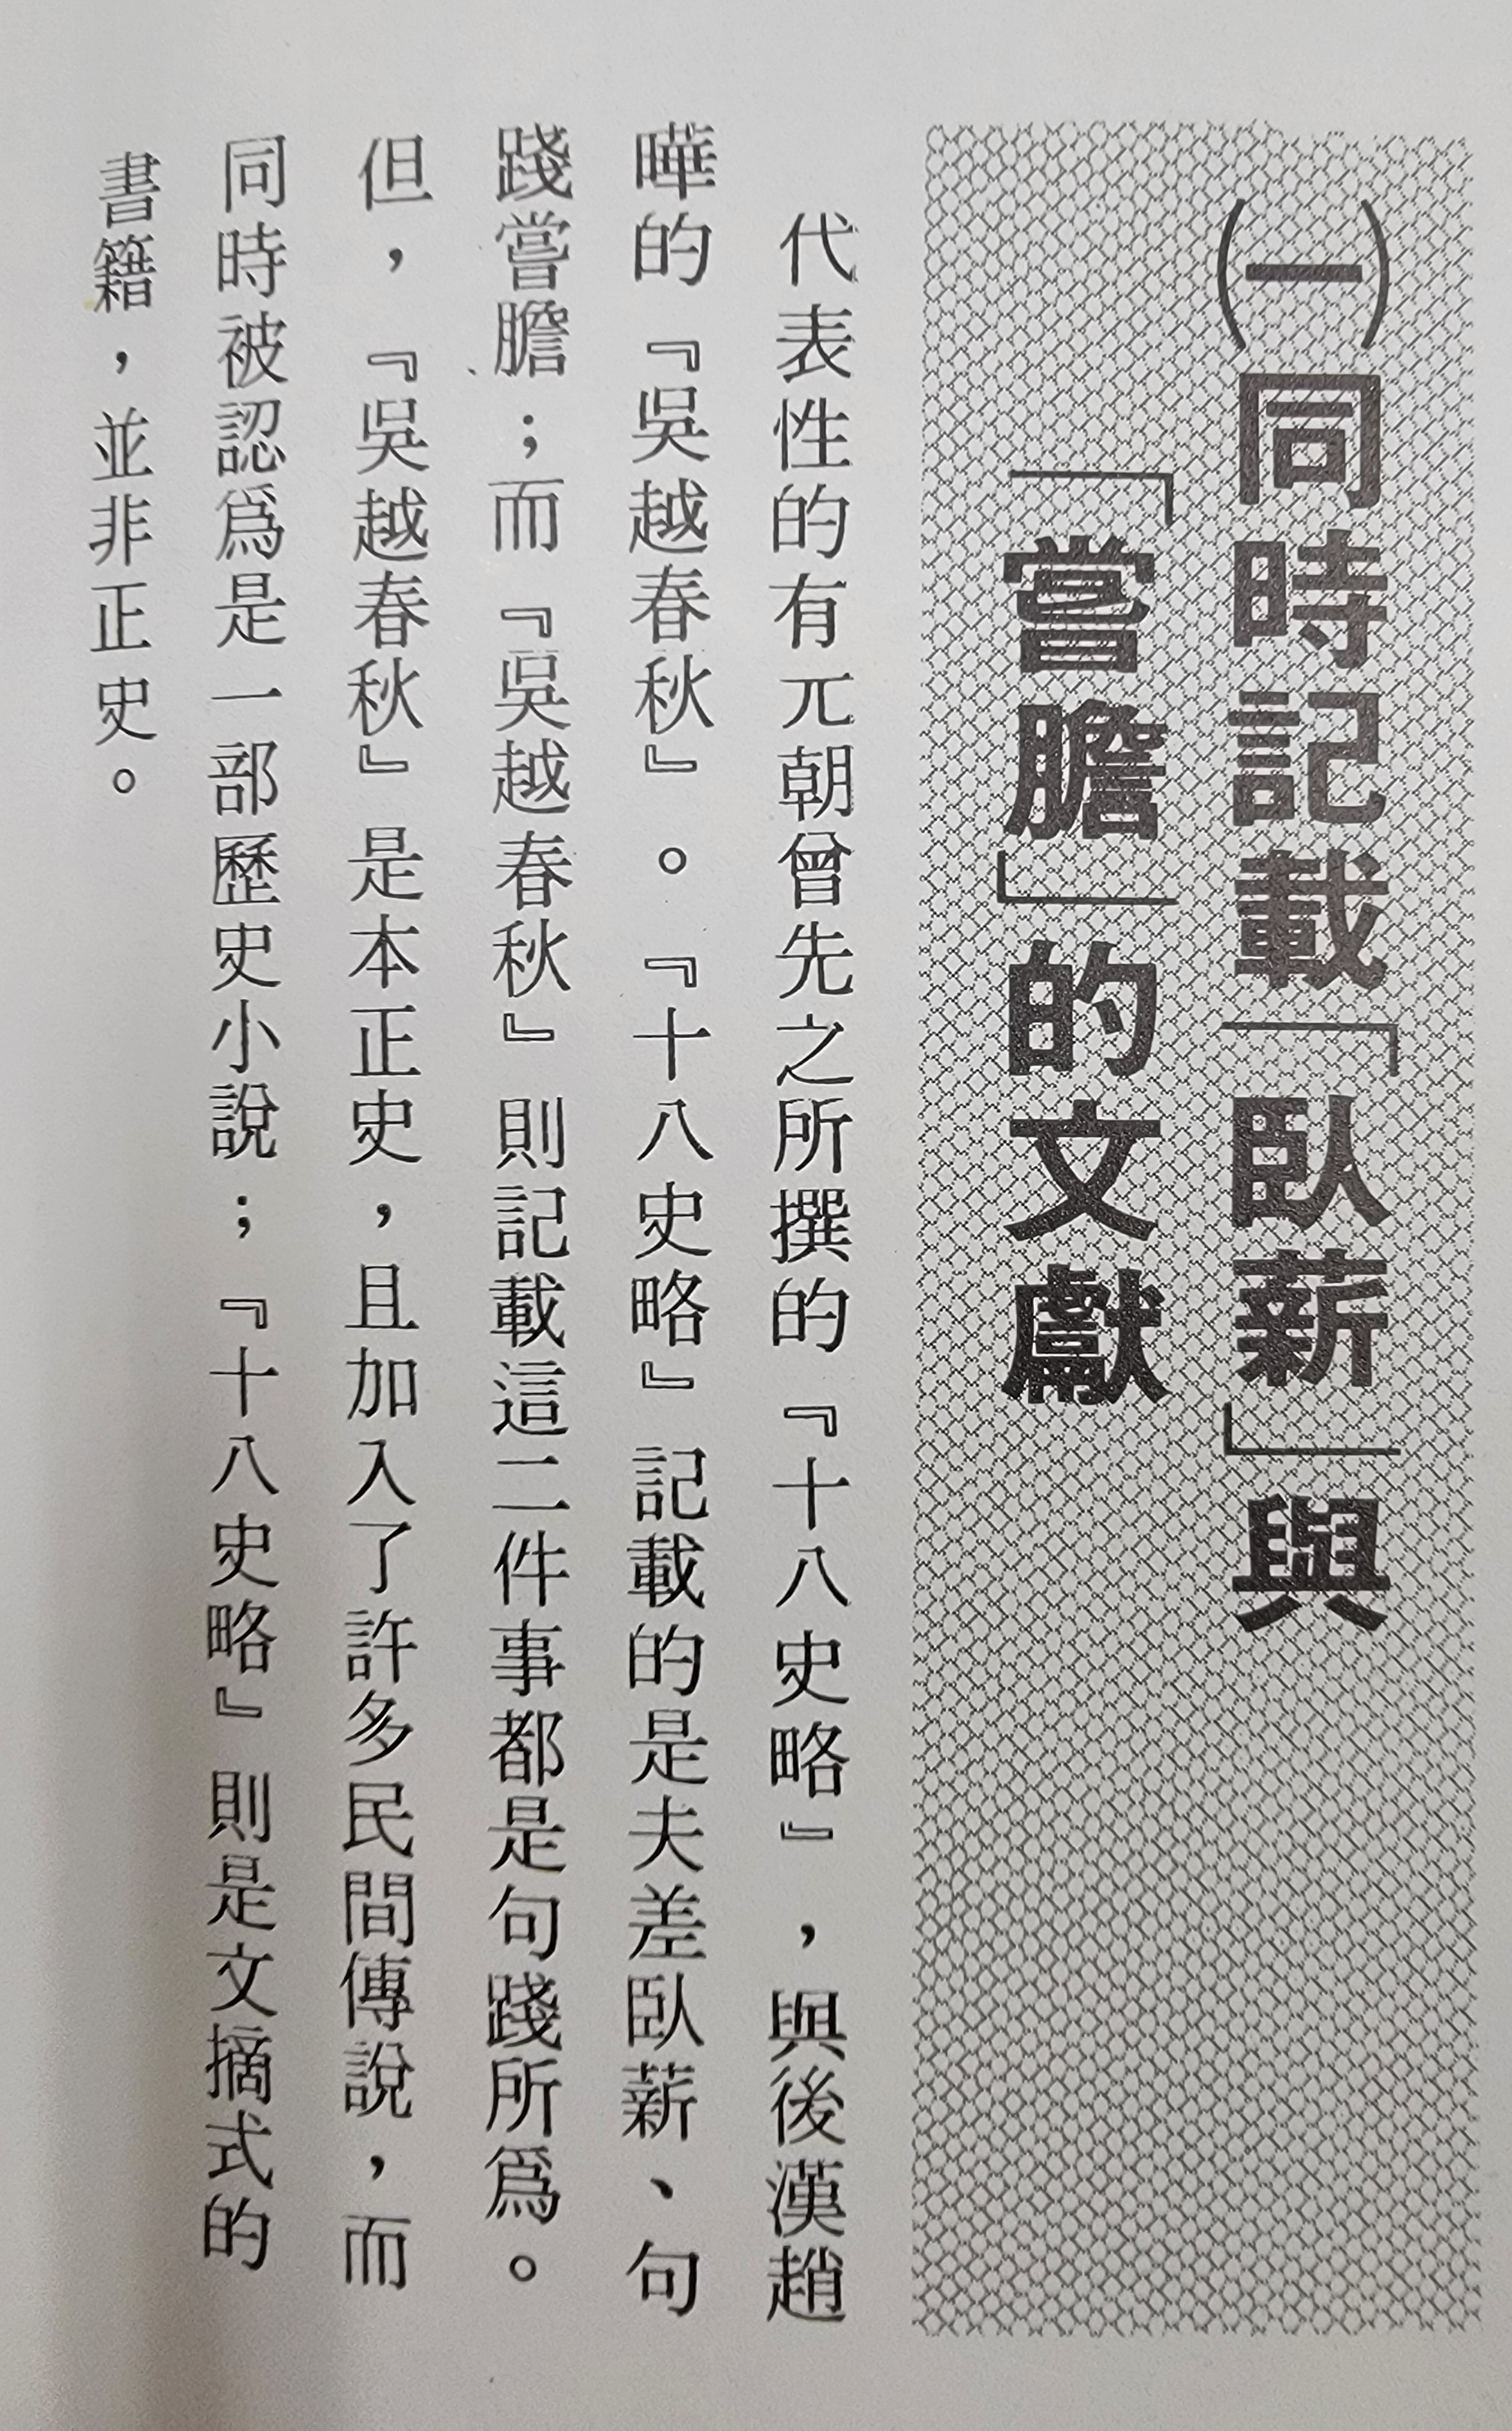 ㈠同時記載「臥薪」與
「嘗膽」的文獻
代表性的有元朝曾先之所撰的『十八史略』，與後漢趙
曄的『吳越春秋』。『十八史略』記載的是夫差臥薪、句
踐嘗膽；而『吳越春秋』則記載這二件事都是句踐所爲。
但，『吳越春秋』是本正史，且加入了許多民間傳說，而
同時被認爲是一部歷史小說；『十八史略』則是文摘式的
書籍，並非正史。